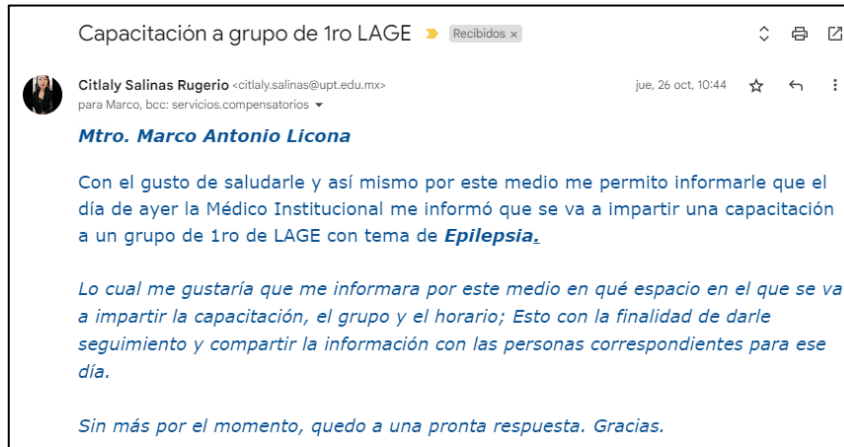 Capacitación a grupo de 1ro LAGE Recibidos ×
Citlaly Salinas Rugerio <citlaly.salinas@upt.edu.mx> jue, 26 oct, 10:44
para Marco, bcc: servicios.compensatorios
Mtro. Marco Antonio Licona
Con el gusto de saludarle y así mismo por este medio me permito informarle que el
día de ayer la Médico Institucional me informó que se va a impartir una capacitación
a un grupo de 1ro de LAGE con tema de Epilepsia.
Lo cual me gustaría que me informara por este medio en qué espacio en el que se va
a impartir la capacitación, el grupo y el horario; Esto con la finalidad de darle
seguimiento y compartir la información con las personas correspondientes para ese
día.
Sin más por el momento, quedo a una pronta respuesta. Gracias.